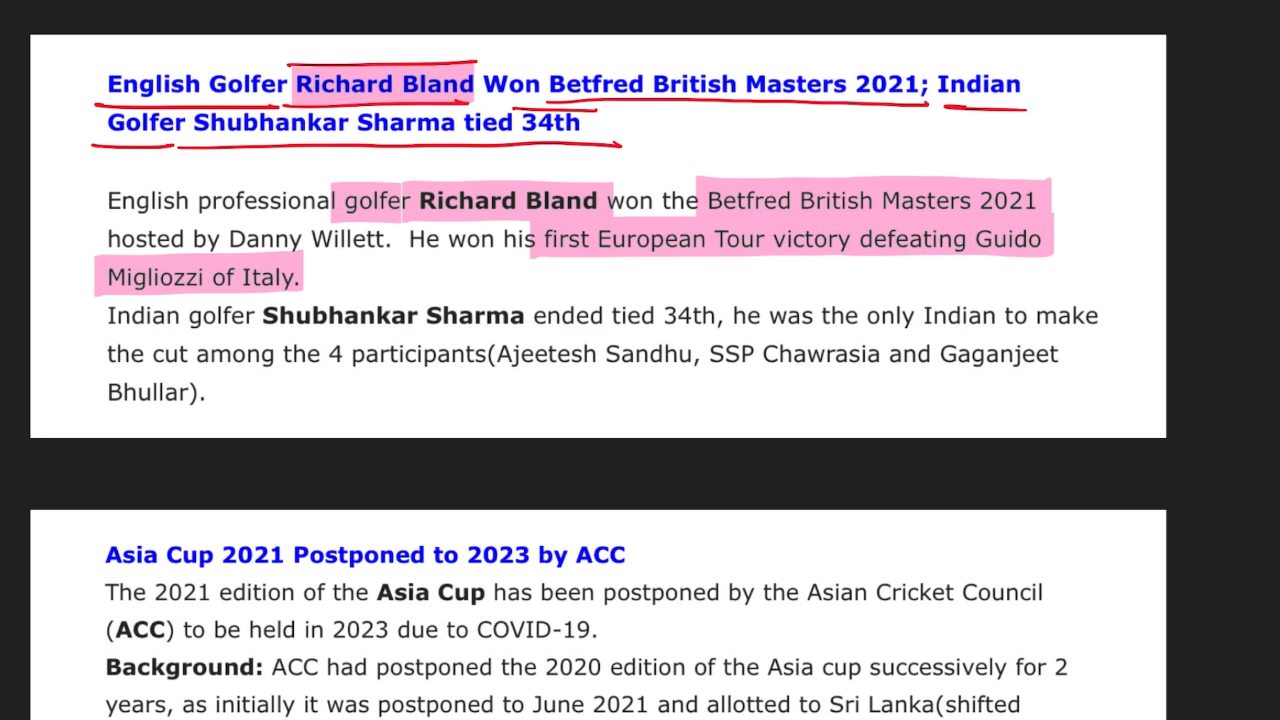 English Golfer Richard Bland Won Betfred British Masters 2021; Indian
Golfer Shubhankar Sharma tied 34th
English professional golfer Richard Bland won the Betfred British Masters 2021
hosted by Danny Willett. He won his first European Tour victory defeating Guido
Migliozzi of Italy.
Indian golfer Shubhankar Sharma ended tied 34th, he was the only Indian to make
the cut among the 4 participants(Ajeetesh Sandhu, SSP Chawrasia and Gaganjeet
Bhullar).
Asia Cup 2021 Postponed to 2023 by ACC
The 2021 edition of the Asia Cup has been postponed by the Asian Cricket Council
(ACC) to be held in 2023 due to COVID-19.
Background: ACC had postponed the 2020 edition of the Asia cup successively for 2
years, as initially it was postponed to June 2021 and allotted to Sri Lanka(shifted